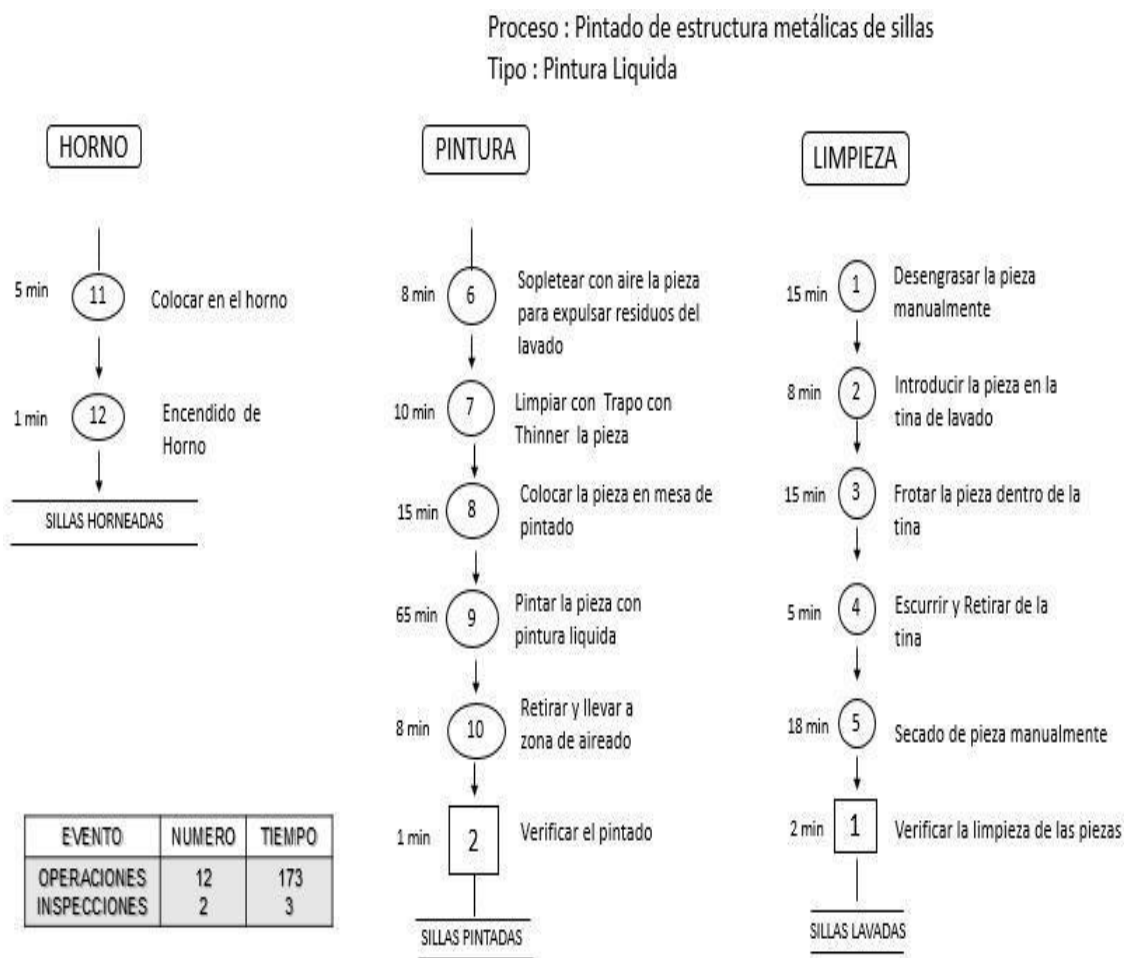 Proceso : Pintado de estructura metálicas de sillas
Tipo : Pintura Liquida
HORNO
5 min
11
Colocar en el horno
1 min
12
Encendido de
Horno
SILLAS HORNEADAS
PINTURA
8 min
6
Sopletear con aire la pieza
para expulsar residuos del
lavado
10 min
7
Limpiar con Trapo con
Thinner la pieza
15 min
8
Colocar la pieza en mesa de
pintado
65 min
9
Pintar la pieza con
pintura liquida
8 min
10
Retirar y llevar a
zona de aireado
1 min
2
Verificar el pintado
SILLAS PINTADAS
LIMPIEZA
15 min
1
Desengrasar la pieza
manualmente
8 min
2
Introducir la pieza en la
tina de lavado
15 min
3
Frotar la pieza dentro de la
tina
5 min
4
Escurrir y Retirar de la
tina
18 min
5
Secado de pieza manualmente
2 min
1
Verificar la limpieza de las piezas
SILLAS LAVADAS
EVENTO NUMERO TIEMPO
OPERACIONES 12 173
INSPECCIONES 2 3